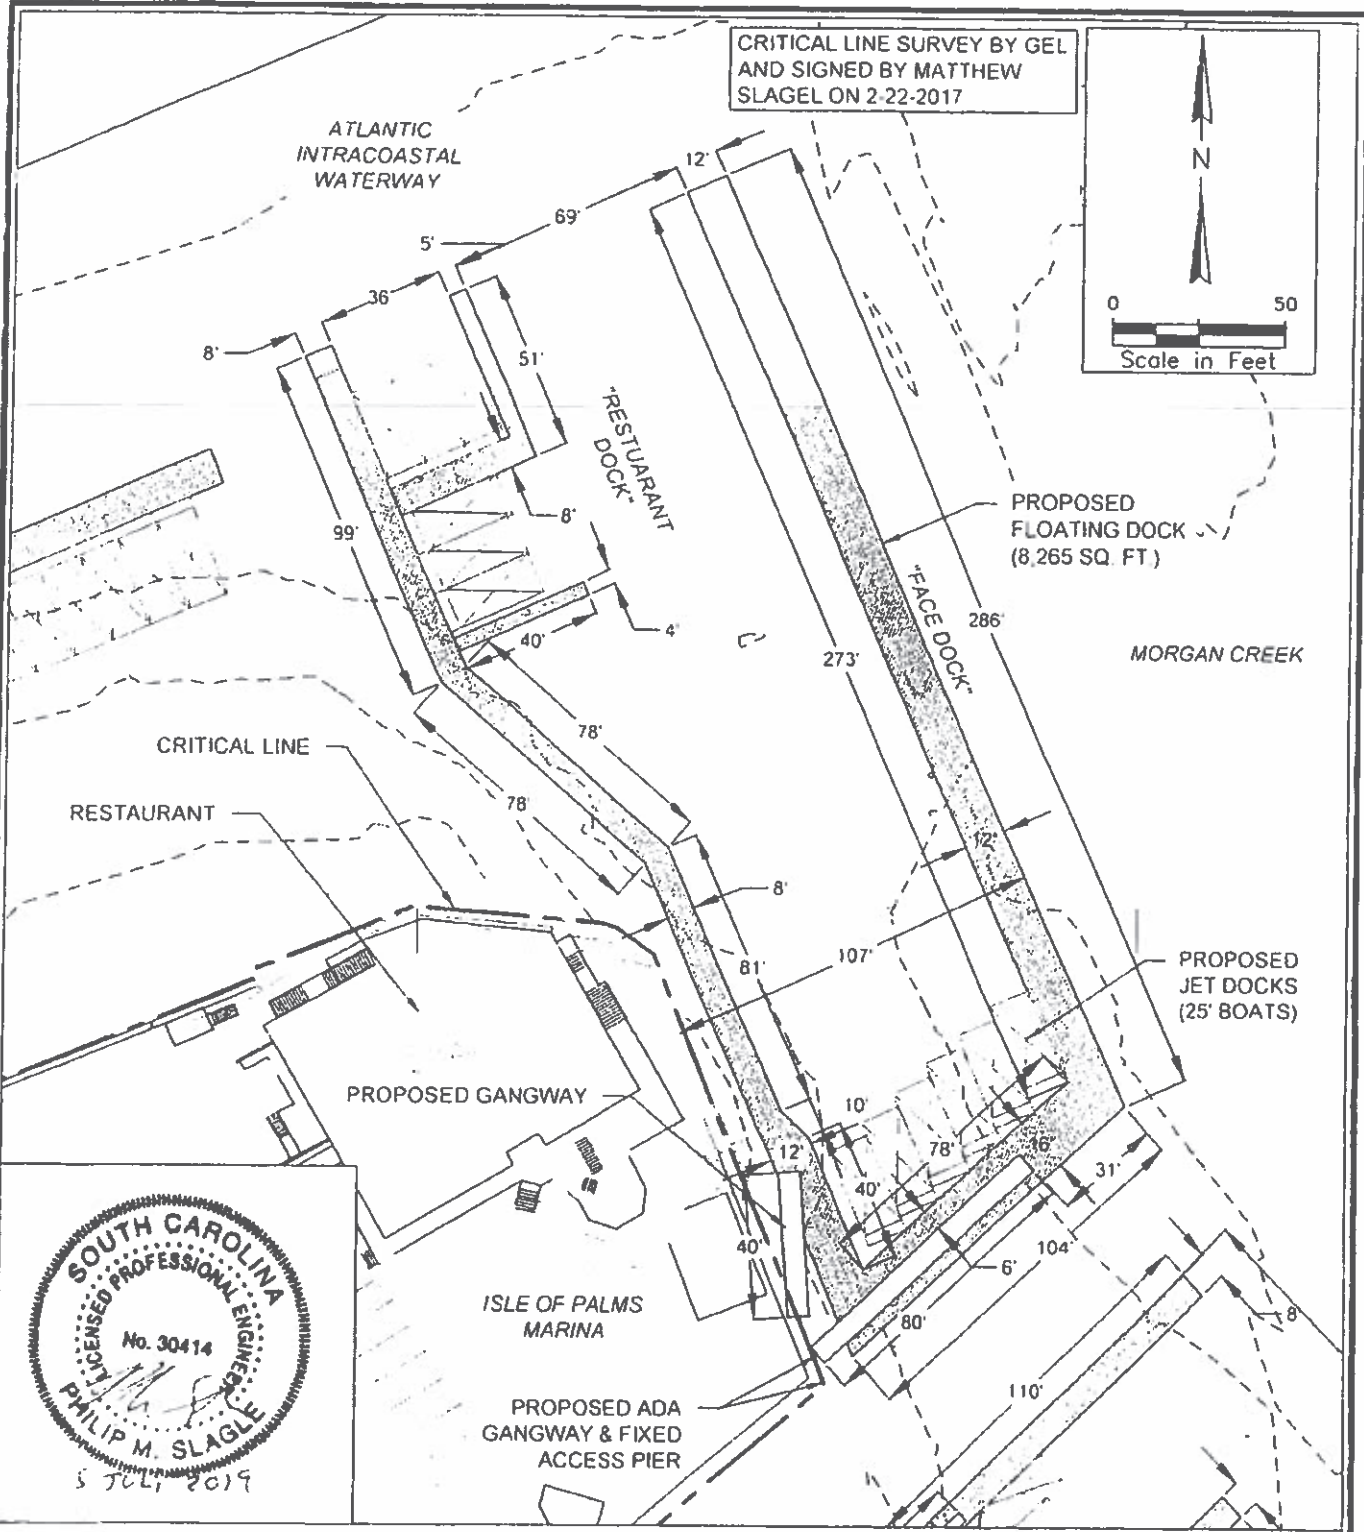 CRITICAL LINE SURVEY BY GEL
AND SIGNED BY MATTHEW
SLAGEL ON 2-22-2017
ATLANTIC
INTRACOASTAL
WATERWAY
N
0 50
Scale in Feet
12'
69'
5'
36
8'
51'
99'
"RESTUARANT
DOCK"
8'
4'
40'
PROPOSED
FLOATING DOCK
(8,265 SQ. FT.)
"FACE DOCK"
286'
273'
MORGAN CREEK
CRITICAL LINE
RESTAURANT
78'
78'
12'
8'
81'
107'
PROPOSED
JET DOCKS
(25' BOATS)
PROPOSED GANGWAY
10'
12'
78'
16'
31'
40'
40'
104'
6'
80'
8'
110'
ISLE OF PALMS
MARINA
PROPOSED ADA
GANGWAY & FIXED
ACCESS PIER
SOUTH CAROLINA
LICENSED PROFESSIONAL ENGINEER
No. 30414
PHILIP M. SLAGLE
5 JULY 2019